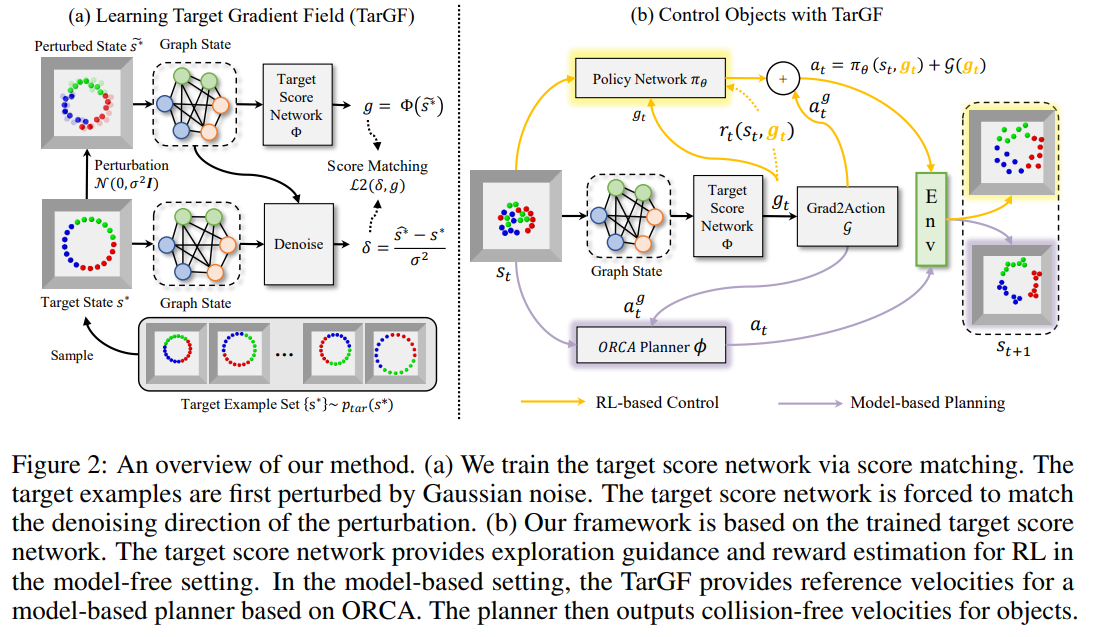 (a) Learning Target Gradient Field (TarGF)
Perturbed State s̃*
Graph State
Target
Score
Network
Φ
g = Φ(s̃*)
Perturbation
𝒩(0, σ²I)
Score Matching
ℒ2(δ, g)
Denoise
δ = (s̃* − s*) / σ²
Target State s*
Graph State
Sample
...
Target Example Set {s*}~ p_tar(s*)
(b) Control Objects with TarGF
Policy Network π_θ
+
a_t = π_θ(s_t, g_t) + 𝒢(g_t)
g_t
a_t^g
r_t(s_t, g_t)
s_t
Graph State
Target
Score
Network
Φ
g_t
Grad2Action
𝒢
E
n
v
a_t^g
ORCA Planner ϕ
a_t
s_{t+1}
RL-based Control
Model-based Planning
Figure 2: An overview of our method. (a) We train the target score network via score matching. The
target examples are first perturbed by Gaussian noise. The target score network is forced to match
the denoising direction of the perturbation. (b) Our framework is based on the trained target score
network. The target score network provides exploration guidance and reward estimation for RL in
the model-free setting. In the model-based setting, the TarGF provides reference velocities for a
model-based planner based on ORCA. The planner then outputs collision-free velocities for objects.